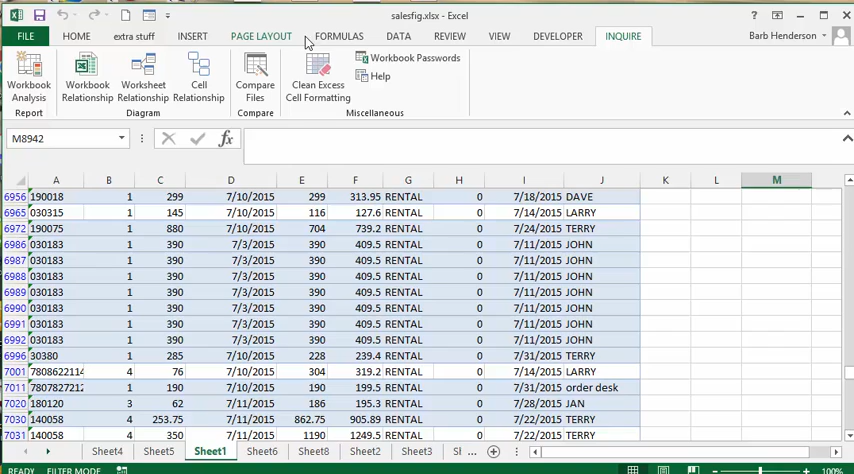 salesfig.xlsx - Excel
FILE HOME extra stuff INSERT PAGE LAYOUT FORMULAS DATA REVIEW VIEW DEVELOPER INQUIRE Barb Henderson
Workbook Analysis
Workbook Relationship
Worksheet Relationship
Cell Relationship
Compare Files
Clean Excess Cell Formatting
Workbook Passwords
Help
Report Diagram Compare Miscellaneous
M8942 fx
A B C D E F G H I J K L M
6956 190018 1 299 7/10/2015 299 313.95 RENTAL 0 7/18/2015 DAVE
6965 030315 1 145 7/10/2015 116 127.6 RENTAL 0 7/14/2015 LARRY
6972 190075 1 880 7/10/2015 704 739.2 RENTAL 0 7/24/2015 TERRY
6986 030183 1 390 7/3/2015 390 409.5 RENTAL 0 7/11/2015 JOHN
6987 030183 1 390 7/3/2015 390 409.5 RENTAL 0 7/11/2015 JOHN
6988 030183 1 390 7/3/2015 390 409.5 RENTAL 0 7/11/2015 JOHN
6989 030183 1 390 7/3/2015 390 409.5 RENTAL 0 7/11/2015 JOHN
6990 030183 1 390 7/3/2015 390 409.5 RENTAL 0 7/11/2015 JOHN
6991 030183 1 390 7/3/2015 390 409.5 RENTAL 0 7/11/2015 JOHN
6992 030183 1 390 7/3/2015 390 409.5 RENTAL 0 7/11/2015 JOHN
6996 30380 1 285 7/10/2015 228 239.4 RENTAL 0 7/31/2015 TERRY
7001 7808622114 4 76 7/10/2015 304 319.2 RENTAL 0 7/14/2015 LARRY
7011 7807827212 1 190 7/10/2015 190 199.5 RENTAL 0 7/31/2015 order desk
7020 180120 3 62 7/11/2015 186 195.3 RENTAL 0 7/28/2015 JAN
7030 140058 4 253.75 7/11/2015 862.75 905.89 RENTAL 0 7/22/2015 TERRY
7031 140058 4 350 7/11/2015 1190 1249.5 RENTAL 0 7/22/2015 TERRY
Sheet4 Sheet5 Sheet1 Sheet6 Sheet8 Sheet2 Sheet3
READY FILTER MODE 100%